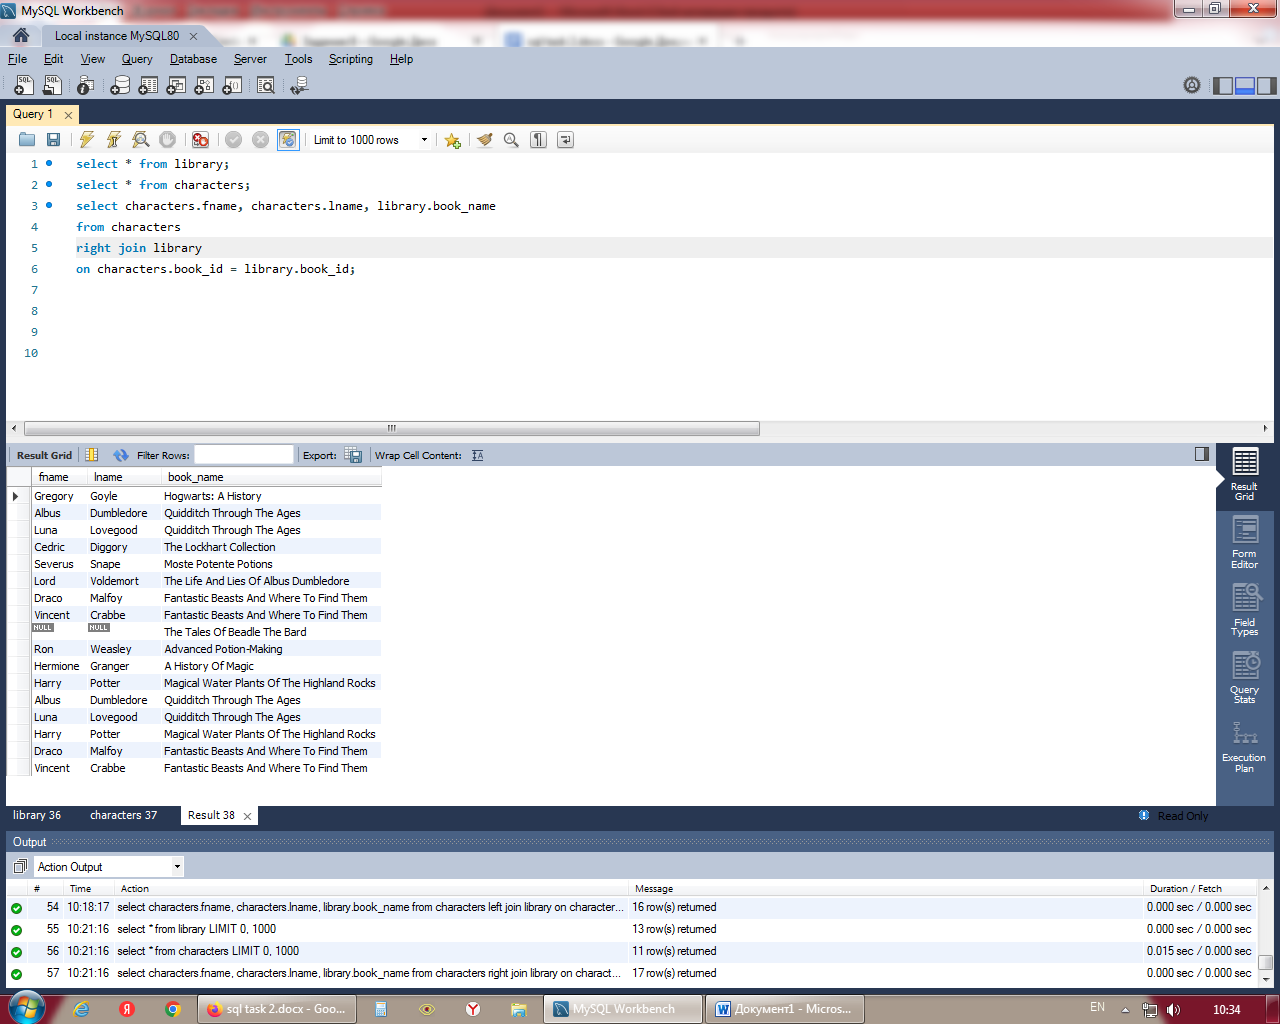 MySQL Workbench
Local instance MySQL80
File Edit View Query Database Server Tools Scripting Help
Query 1
Limit to 1000 rows
1 select * from library;
2 select * from characters;
3 select characters.fname, characters.lname, library.book_name
4 from characters
5 right join library
6 on characters.book_id = library.book_id;
7
8
9
10
Result Grid Filter Rows: Export: Wrap Cell Content:
fname lname book_name
Gregory Goyle Hogwarts: A History
Albus Dumbledore Quidditch Through The Ages
Luna Lovegood Quidditch Through The Ages
Cedric Diggory The Lockhart Collection
Severus Snape Moste Potente Potions
Lord Voldemort The Life And Lies Of Albus Dumbledore
Draco Malfoy Fantastic Beasts And Where To Find Them
Vincent Crabbe Fantastic Beasts And Where To Find Them
NULL NULL The Tales Of Beadle The Bard
Ron Weasley Advanced Potion-Making
Hermione Granger A History Of Magic
Harry Potter Magical Water Plants Of The Highland Rocks
Albus Dumbledore Quidditch Through The Ages
Luna Lovegood Quidditch Through The Ages
Harry Potter Magical Water Plants Of The Highland Rocks
Draco Malfoy Fantastic Beasts And Where To Find Them
Vincent Crabbe Fantastic Beasts And Where To Find Them
Result
Grid
Form
Editor
Field
Types
Query
Stats
Execution
Plan
library 36 characters 37 Result 38 Read Only
Output
Action Output
# Time Action Message Duration / Fetch
54 10:18:17 select characters.fname, characters.lname, library.book_name from characters left join library on character... 16 row(s) returned 0.000 sec / 0.000 sec
55 10:21:16 select * from library LIMIT 0, 1000 13 row(s) returned 0.000 sec / 0.000 sec
56 10:21:16 select * from characters LIMIT 0, 1000 11 row(s) returned 0.015 sec / 0.000 sec
57 10:21:16 select characters.fname, characters.lname, library.book_name from characters right join library on charact... 17 row(s) returned 0.000 sec / 0.000 sec
sql task 2.docx - Goo... MySQL Workbench Документ1 - Micros... EN 10:34